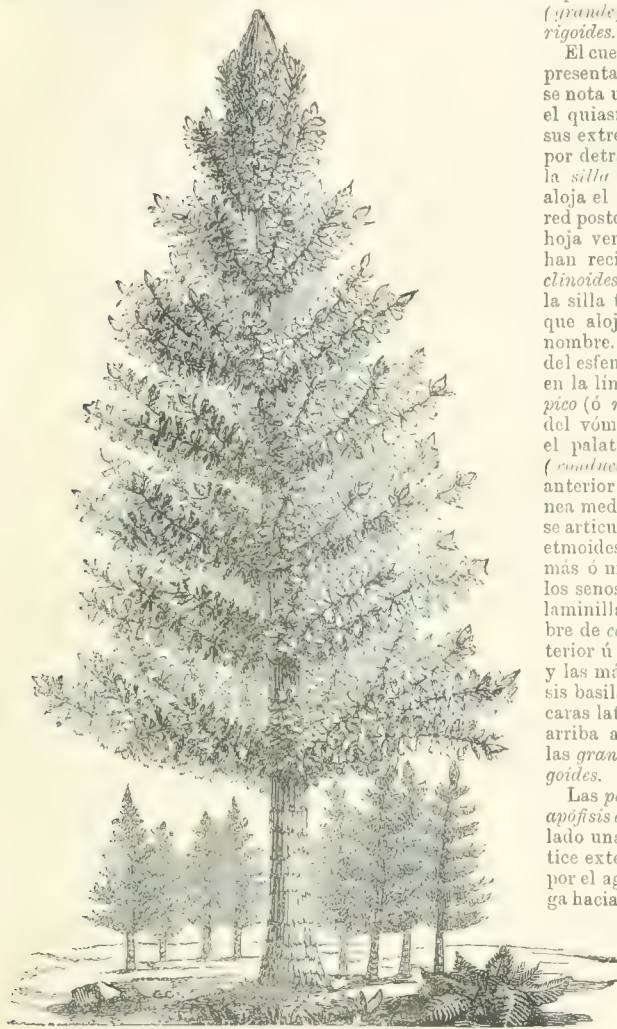 (grande
rigoides.
El cue
presenta
se nota u
el quiasm
sus extre
por detr
la silla
aloja el
red poste
hoja ver
han reci
clinoides
la silla t
que aloj
nombre.
del esfen
en la lín
pico (ó
del vóm
el palat
(conduc
anterior
nea med
se articu
etmoides
más ó m
los senos
laminilla
bre de c
terior ú
y las má
sis basil
caras lat
arriba a
las gran
goides.
Las p
apófisis
lado una
tice exte
por el ag
ga hacia